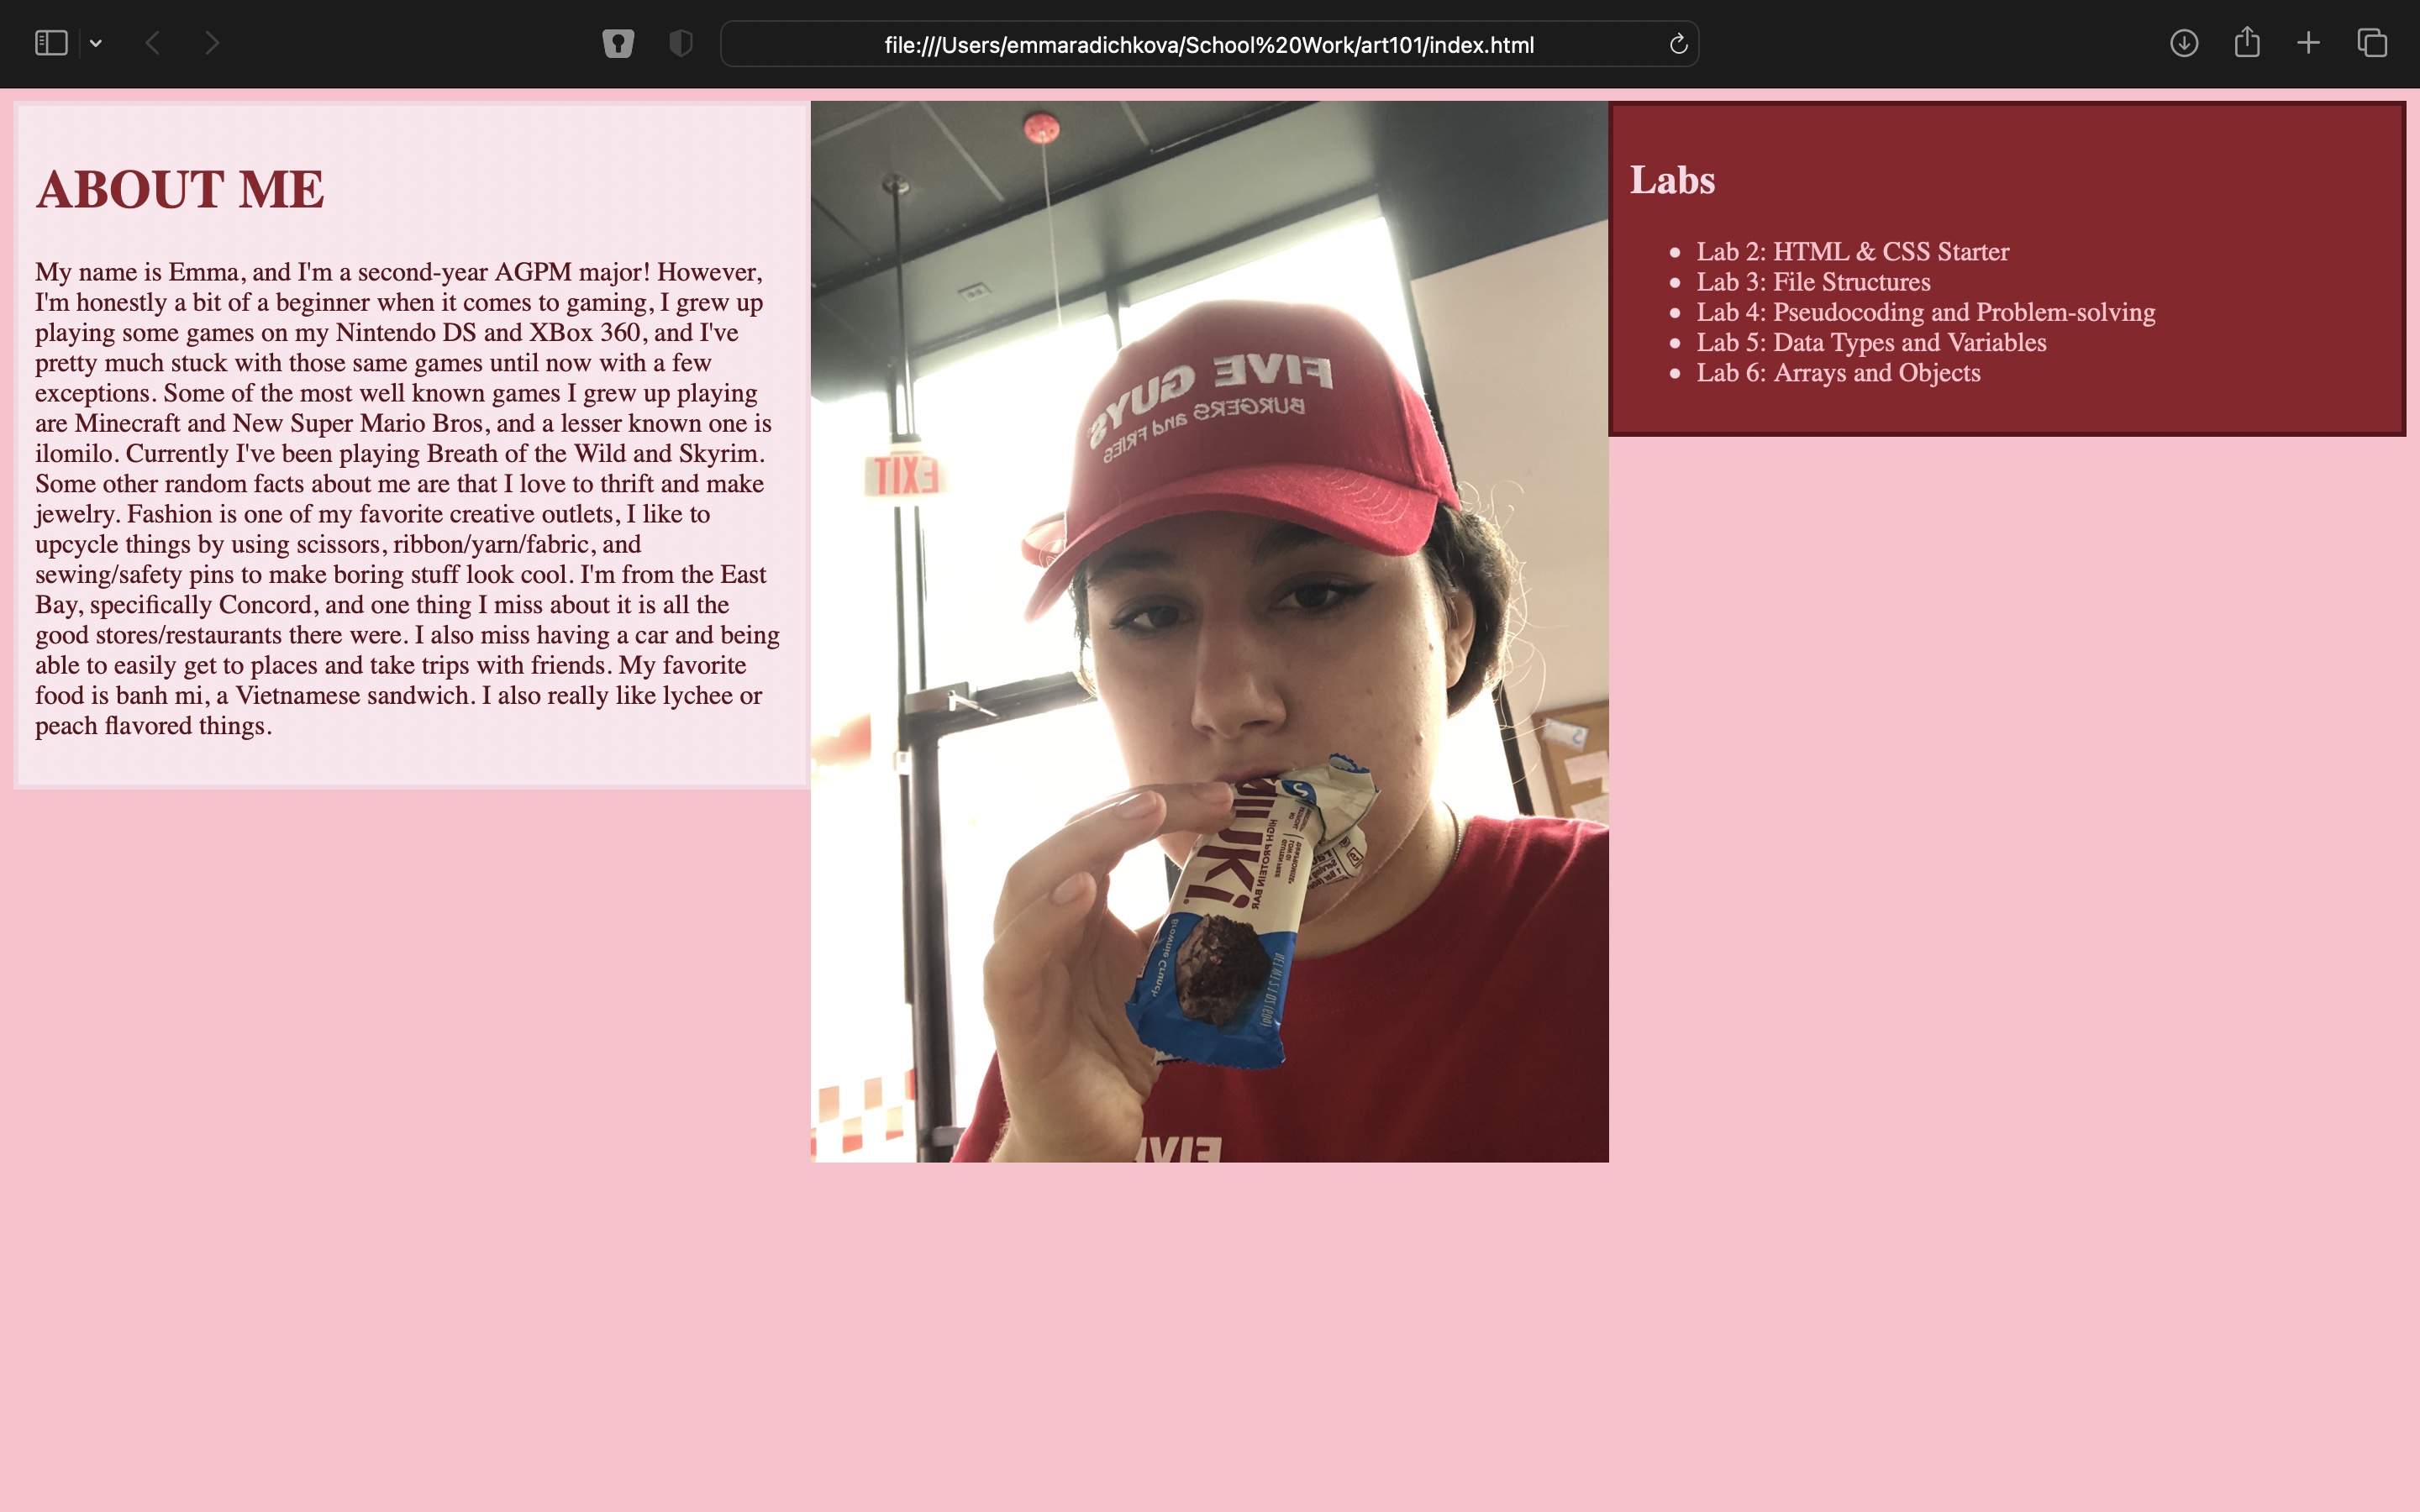 file:///Users/emmaradichkova/School%20Work/art101/index.html
ABOUT ME
My name is Emma, and I'm a second-year AGPM major! However,
I'm honestly a bit of a beginner when it comes to gaming, I grew up
playing some games on my Nintendo DS and XBox 360, and I've
pretty much stuck with those same games until now with a few
exceptions. Some of the most well known games I grew up playing
are Minecraft and New Super Mario Bros, and a lesser known one is
ilomilo. Currently I've been playing Breath of the Wild and Skyrim.
Some other random facts about me are that I love to thrift and make
jewelry. Fashion is one of my favorite creative outlets, I like to
upcycle things by using scissors, ribbon/yarn/fabric, and
sewing/safety pins to make boring stuff look cool. I'm from the East
Bay, specifically Concord, and one thing I miss about it is all the
good stores/restaurants there were. I also miss having a car and being
able to easily get to places and take trips with friends. My favorite
food is banh mi, a Vietnamese sandwich. I also really like lychee or
peach flavored things.
FIVE GUYS
BURGERS and FRIES
EXIT
HIGH PROTEIN BAR
Brownie Crunch
FIVE
Labs
Lab 2: HTML & CSS Starter
Lab 3: File Structures
Lab 4: Pseudocoding and Problem-solving
Lab 5: Data Types and Variables
Lab 6: Arrays and Objects